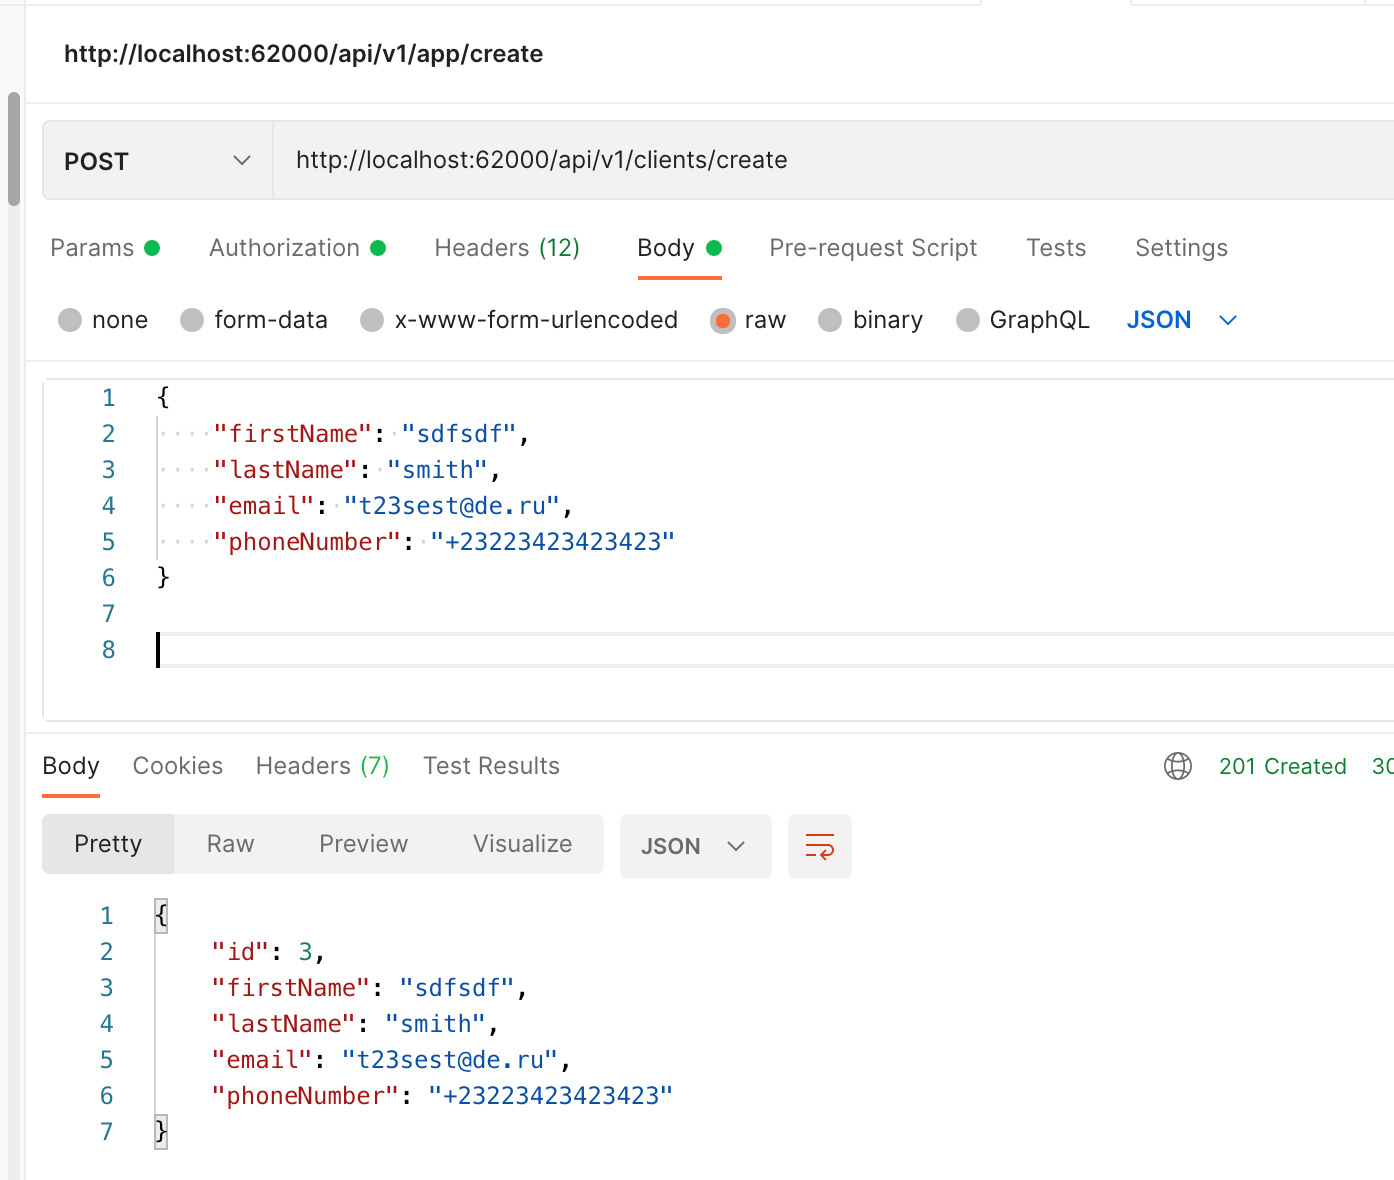 http://localhost:62000/api/v1/app/create
POST http://localhost:62000/api/v1/clients/create
Params Authorization Headers (12) Body Pre-request Script Tests Settings
none form-data x-www-form-urlencoded raw binary GraphQL JSON
1 {
2 "firstName": "sdfsdf",
3 "lastName": "smith",
4 "email": "t23sest@de.ru",
5 "phoneNumber": "+23223423423423"
6 }
7
8
Body Cookies Headers (7) Test Results 201 Created 30
Pretty Raw Preview Visualize JSON
1 {
2 "id": 3,
3 "firstName": "sdfsdf",
4 "lastName": "smith",
5 "email": "t23sest@de.ru",
6 "phoneNumber": "+23223423423423"
7 }